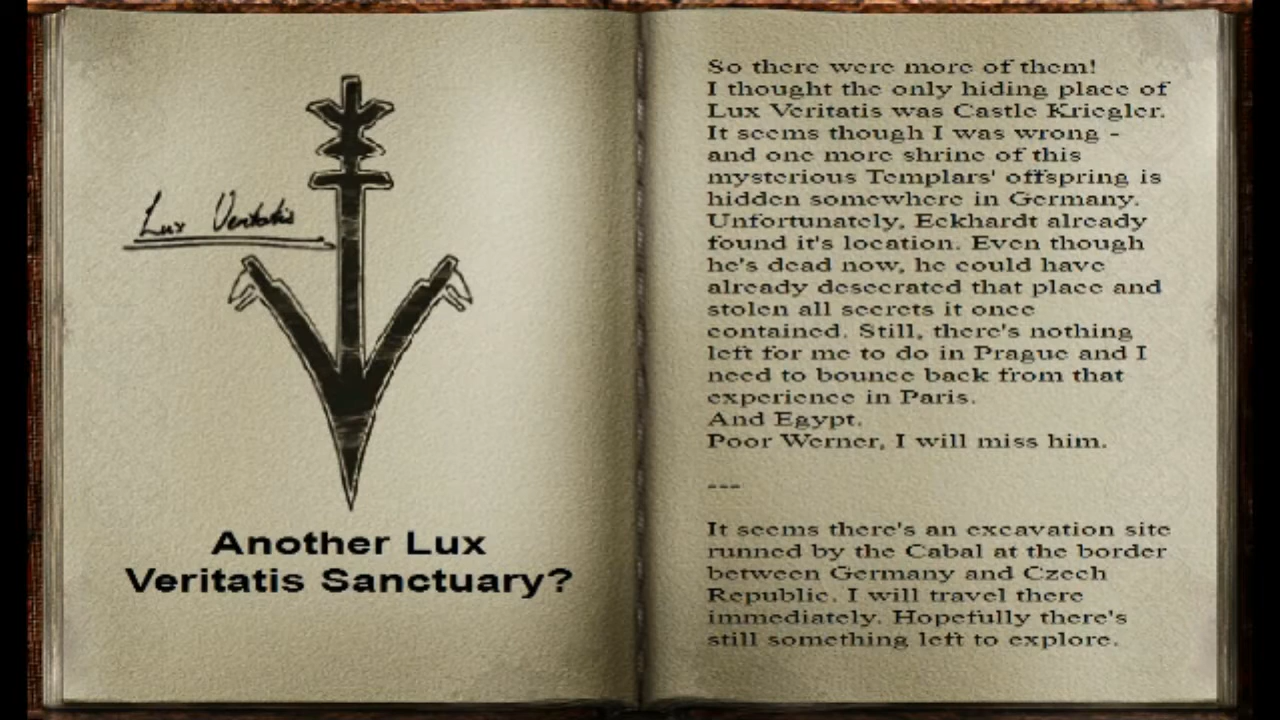 Lux Veritatis
Another Lux
Veritatis Sanctuary?
So there were more of them!
I thought the only hiding place of
Lux Veritatis was Castle Kriegler.
It seems though I was wrong -
and one more shrine of this
mysterious Templars' offspring is
hidden somewhere in Germany.
Unfortunately, Eckhardt already
found it's location. Even though
he's dead now, he could have
already desecrated that place and
stolen all secrets it once
contained. Still, there's nothing
left for me to do in Prague and I
need to bounce back from that
experience in Paris.
And Egypt.
Poor Werner, I will miss him.
---
It seems there's an excavation site
runned by the Cabal at the border
between Germany and Czech
Republic. I will travel there
immediately. Hopefully there's
still something left to explore.